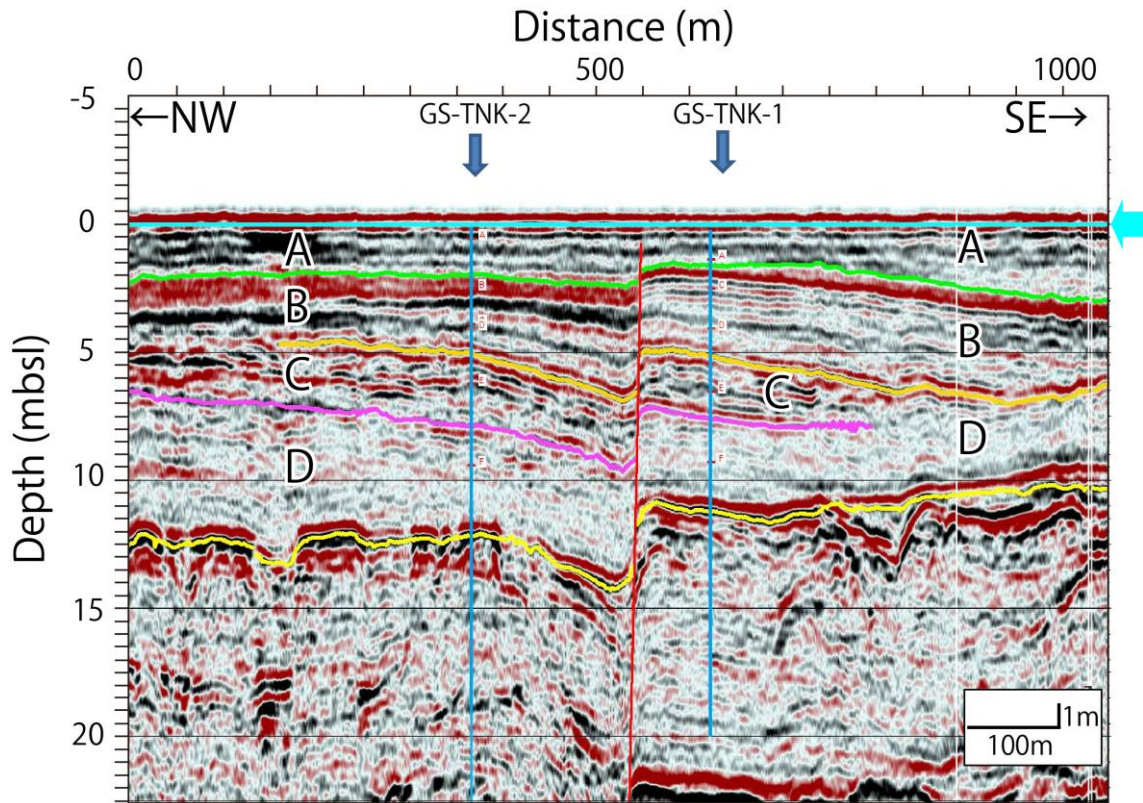 Distance (m)
0 500 1000
-5
←NW GS-TNK-2 GS-TNK-1 SE→
0
A A
A A
B C
B B
D D
5
C E E C
D D
F F
10
Depth (mbsl)
15
1m
100m
20